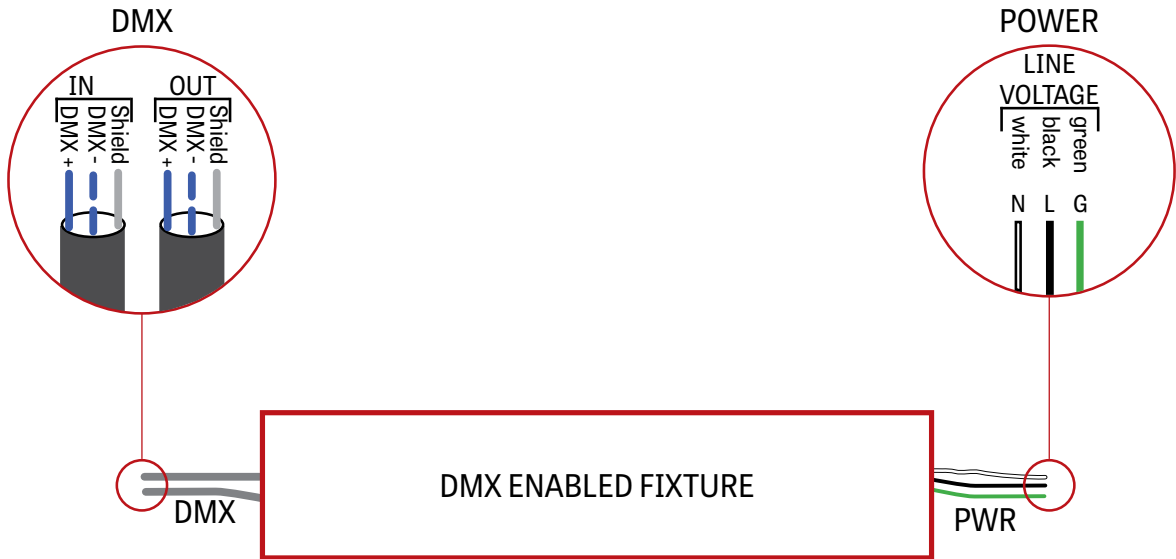 DMX
IN
DMX +
DMX -
Shield
OUT
DMX +
DMX -
Shield
POWER
LINE
VOLTAGE
white
black
green
N L G
DMX ENABLED FIXTURE
DMX
PWR